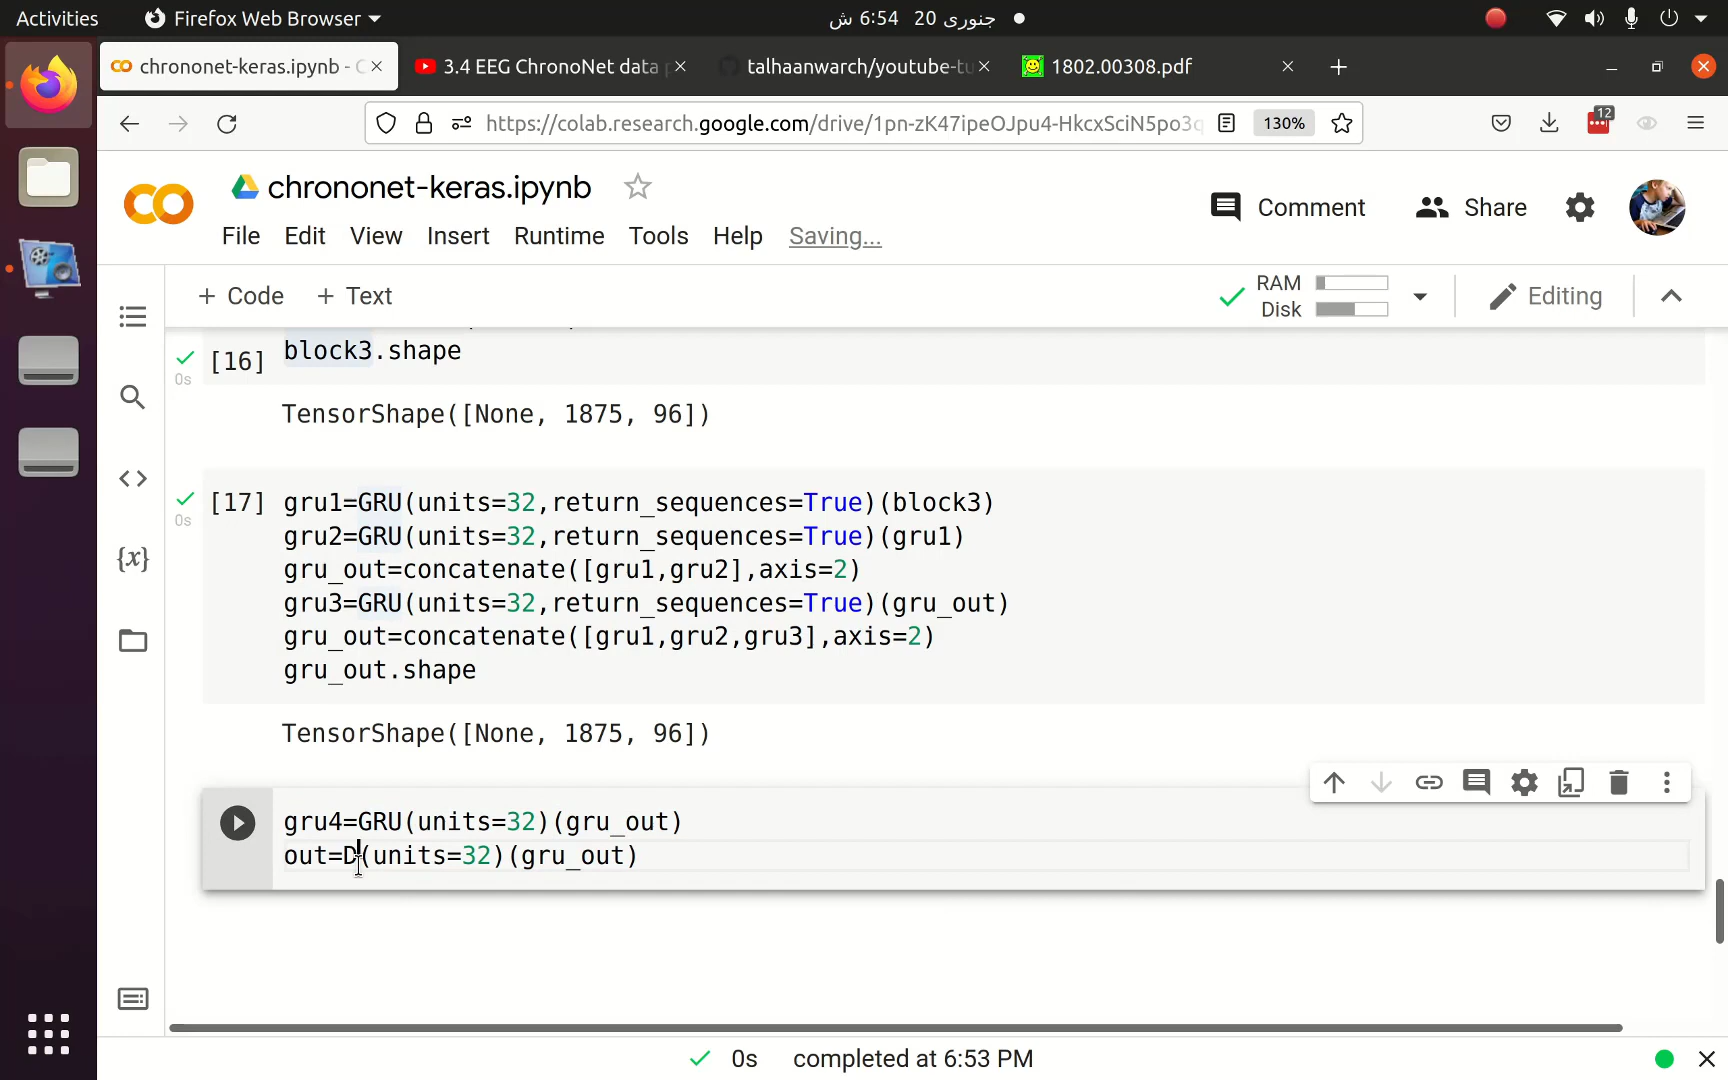 Activities
Firefox Web Browser
ش 6:54 20 جنوری
chrononet-keras.ipynb - C
3.4 EEG ChronoNet data p
talhaanwarch/youtube-tu
1802.00308.pdf
https://colab.research.google.com/drive/1pn-zK47ipeOJpu4-HkcxSciN5po3q
130%
12
chrononet-keras.ipynb
Comment
Share
File Edit View Insert Runtime Tools Help Saving...
+ Code + Text
RAM
Disk
Editing
block3.shape
[16]
0s
TensorShape([None, 1875, 96])
[17] gru1=GRU(units=32,return_sequences=True)(block3)
0s
gru2=GRU(units=32,return_sequences=True)(gru1)
gru_out=concatenate([gru1,gru2],axis=2)
gru3=GRU(units=32,return_sequences=True)(gru_out)
gru_out=concatenate([gru1,gru2,gru3],axis=2)
gru_out.shape
TensorShape([None, 1875, 96])
gru4=GRU(units=32)(gru_out)
out=D(units=32)(gru_out)
{x}
0s completed at 6:53 PM